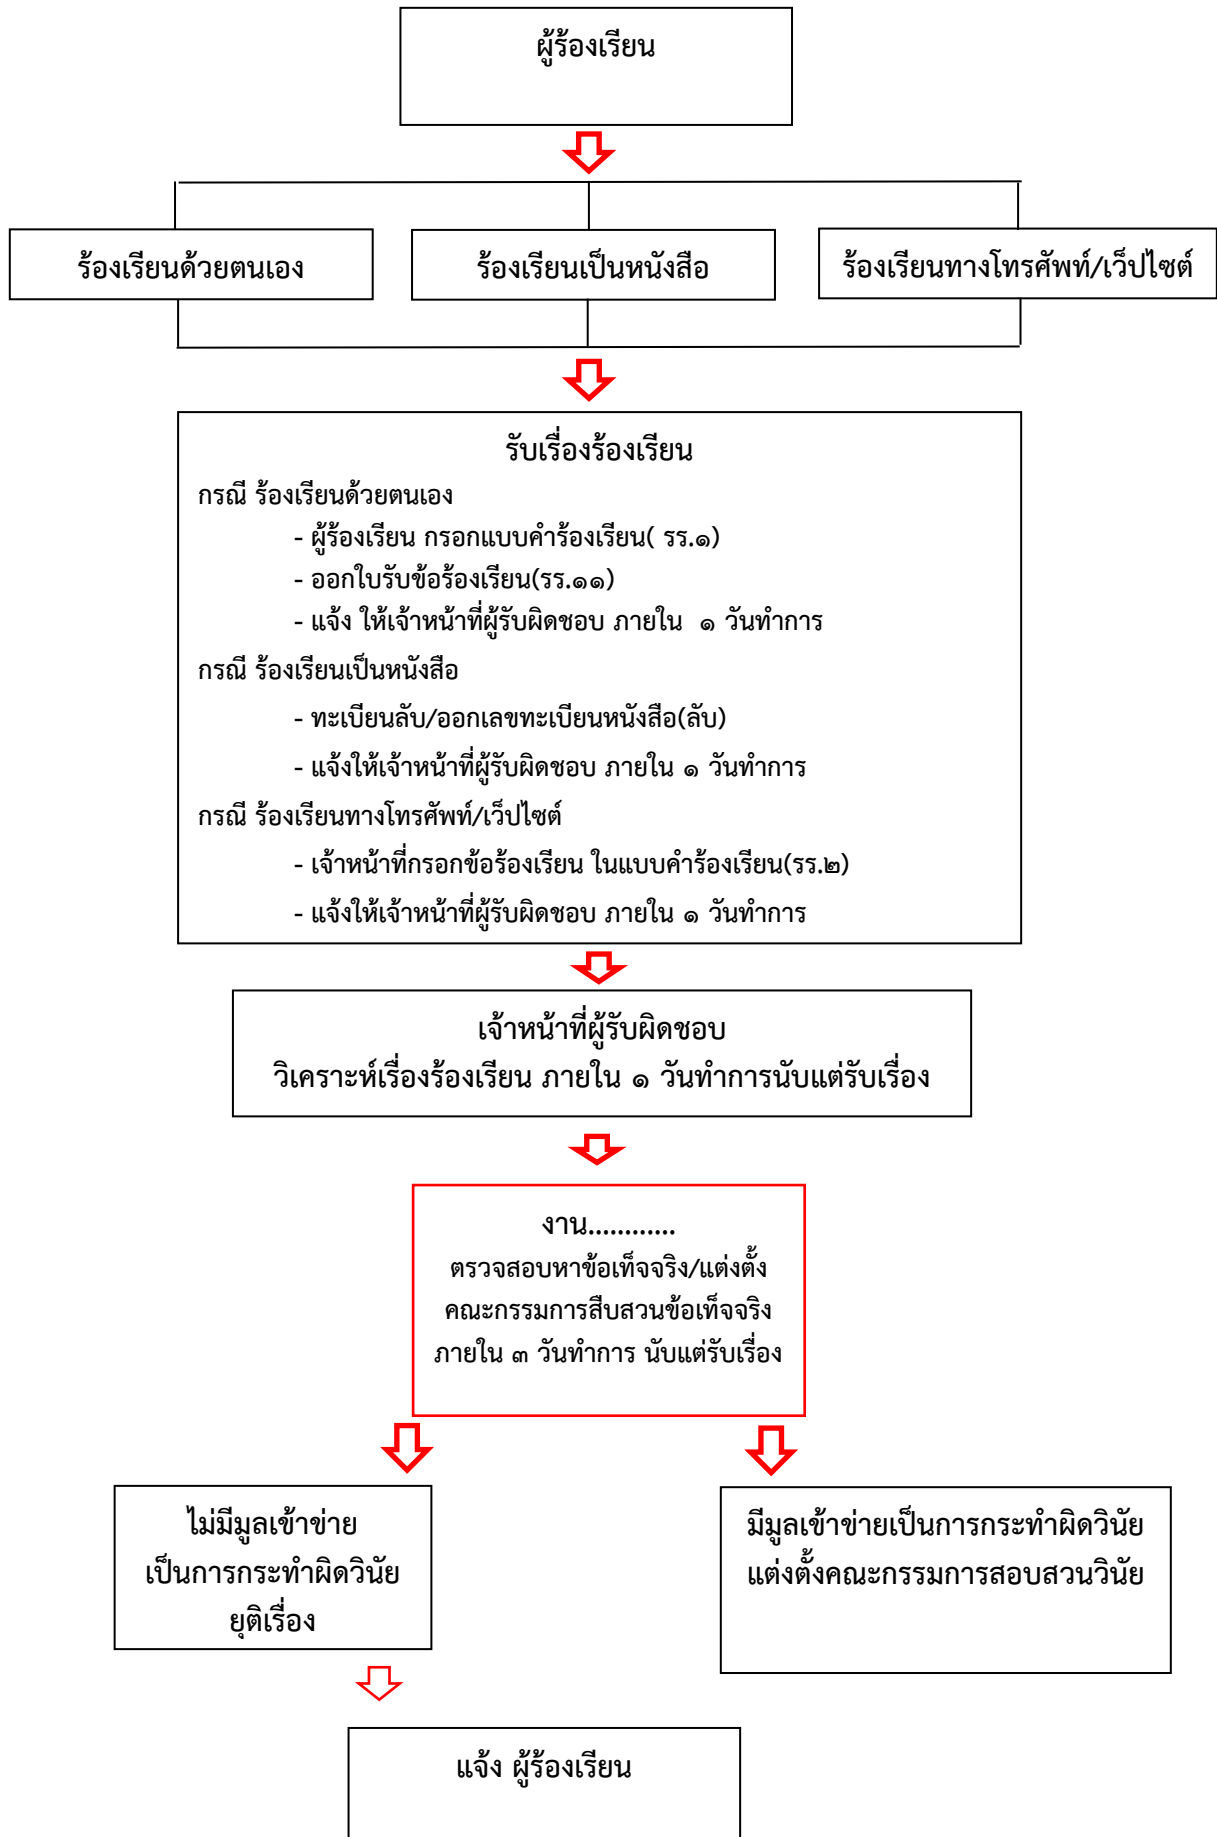 ผู้ร้องเรียน
ร้องเรียนด้วยตนเอง
ร้องเรียนเป็นหนังสือ
ร้องเรียนทางโทรศัพท์/เว็ปไซต์
รับเรื่องร้องเรียน
กรณี ร้องเรียนด้วยตนเอง
- ผู้ร้องเรียน กรอกแบบคำร้องเรียน( รร.๑)
- ออกใบรับข้อร้องเรียน(รร.๑๑)
- แจ้ง ให้เจ้าหน้าที่ผู้รับผิดชอบ ภายใน ๑ วันทำการ
กรณี ร้องเรียนเป็นหนังสือ
- ทะเบียนลับ/ออกเลขทะเบียนหนังสือ(ลับ)
- แจ้งให้เจ้าหน้าที่ผู้รับผิดชอบ ภายใน ๑ วันทำการ
กรณี ร้องเรียนทางโทรศัพท์/เว็ปไซต์
- เจ้าหน้าที่กรอกข้อร้องเรียน ในแบบคำร้องเรียน(รร.๒)
- แจ้งให้เจ้าหน้าที่ผู้รับผิดชอบ ภายใน ๑ วันทำการ
เจ้าหน้าที่ผู้รับผิดชอบ
วิเคราะห์เรื่องร้องเรียน ภายใน ๑ วันทำการนับแต่รับเรื่อง
งาน............
ตรวจสอบหาข้อเท็จจริง/แต่งตั้ง
คณะกรรมการสืบสวนข้อเท็จจริง
ภายใน ๓ วันทำการ นับแต่รับเรื่อง
ไม่มีมูลเข้าข่าย
เป็นการกระทำผิดวินัย
ยุติเรื่อง
มีมูลเข้าข่ายเป็นการกระทำผิดวินัย
แต่งตั้งคณะกรรมการสอบสวนวินัย
แจ้ง ผู้ร้องเรียน